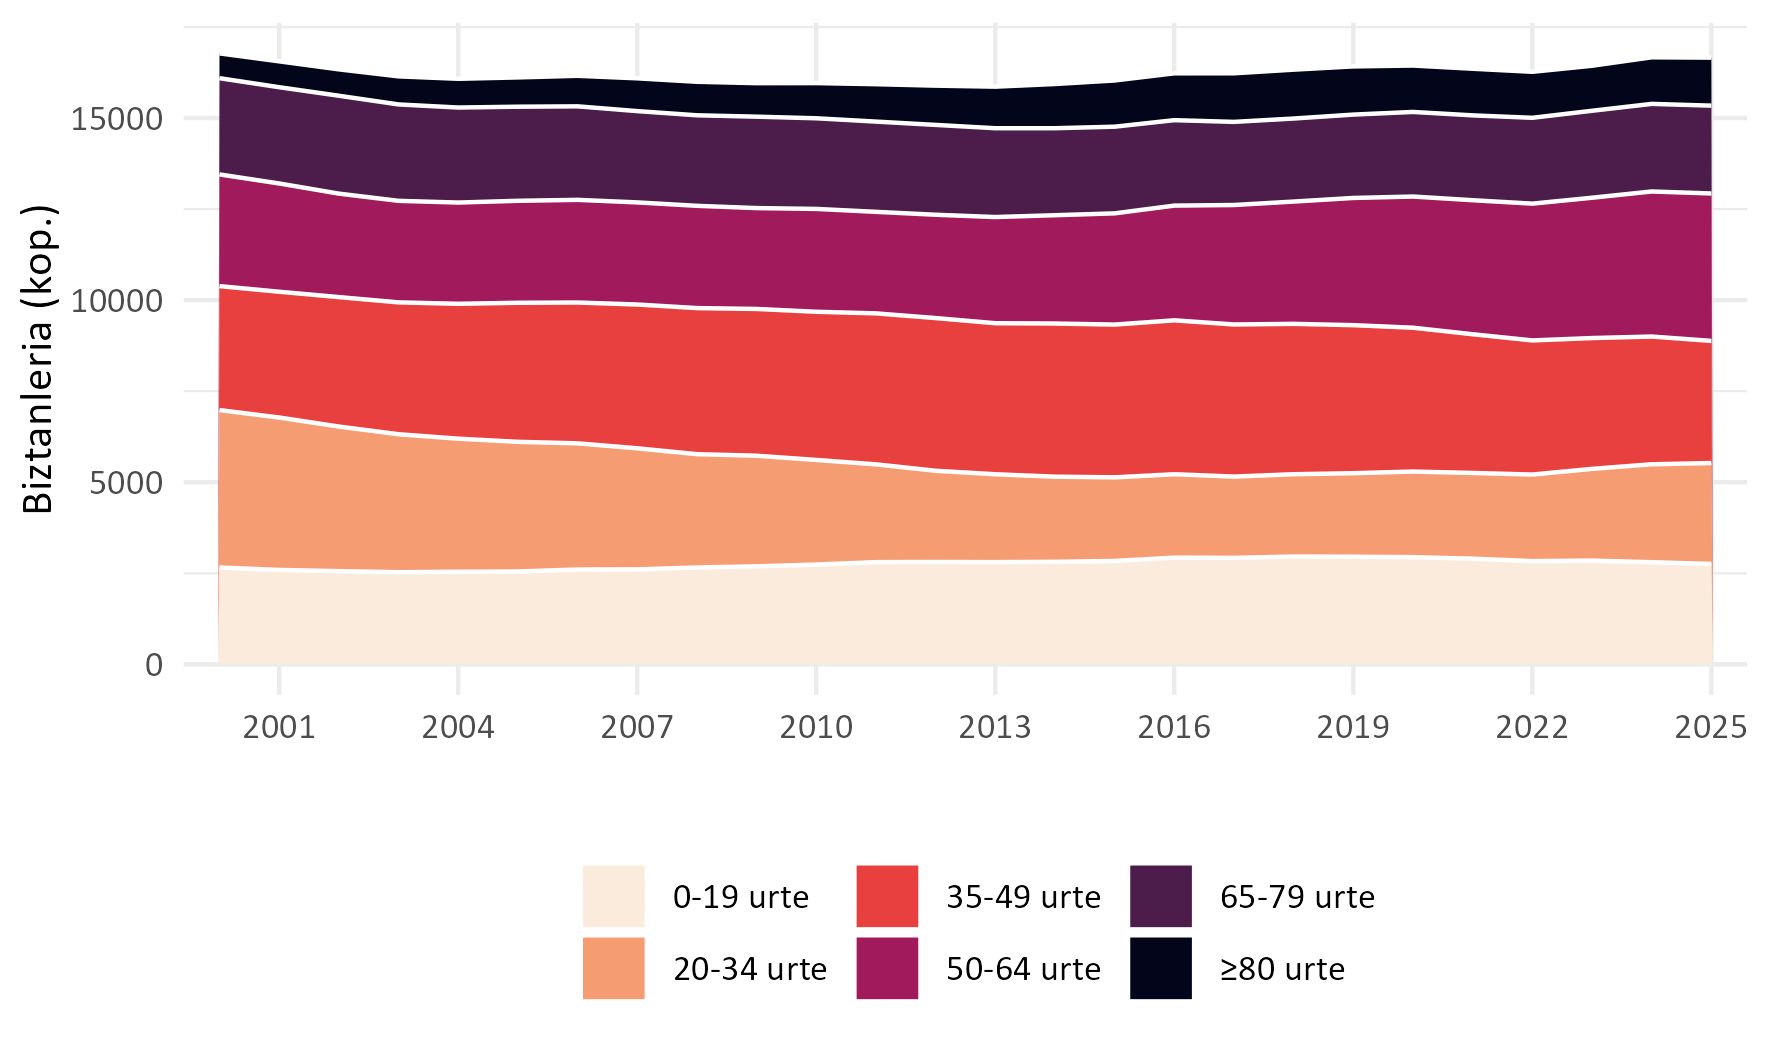 Biztanleria (kop.)
15000
10000
5000
0
2001 2004 2007 2010 2013 2016 2019 2022 2025
0-19 urte 35-49 urte 65-79 urte
20-34 urte 50-64 urte ≥80 urte